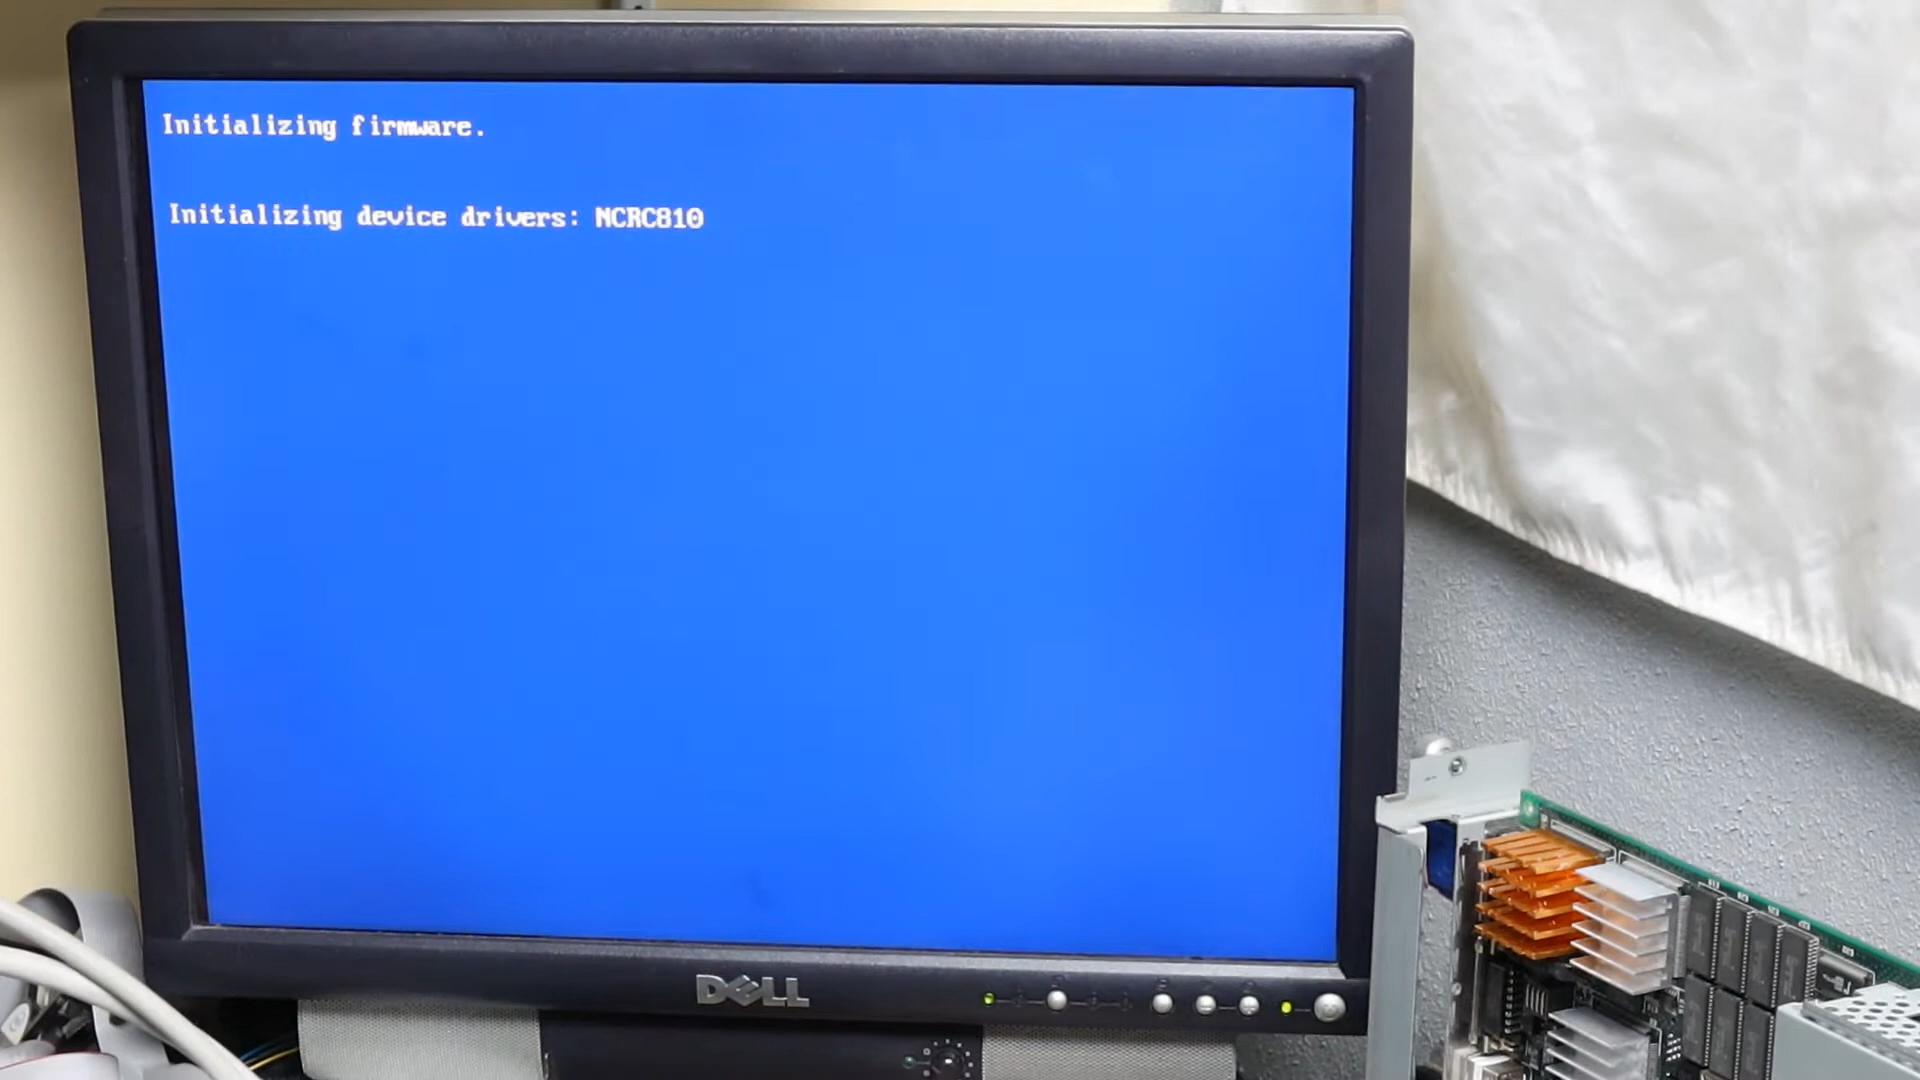 Initializing firmware.
Initializing device drivers: NCRC810
DELL